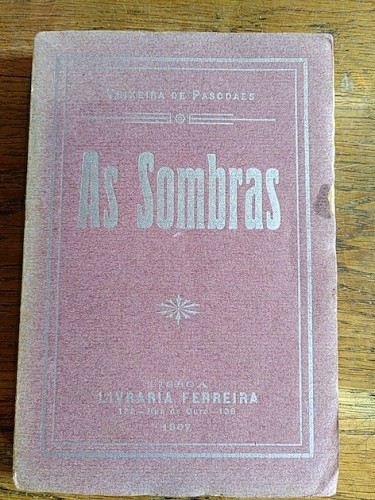 TEIXEIRA DE PASCOAES
As Sombras
LISBOA
LIVRARIA FERREIRA
132—Rua do Ouro—138
1907